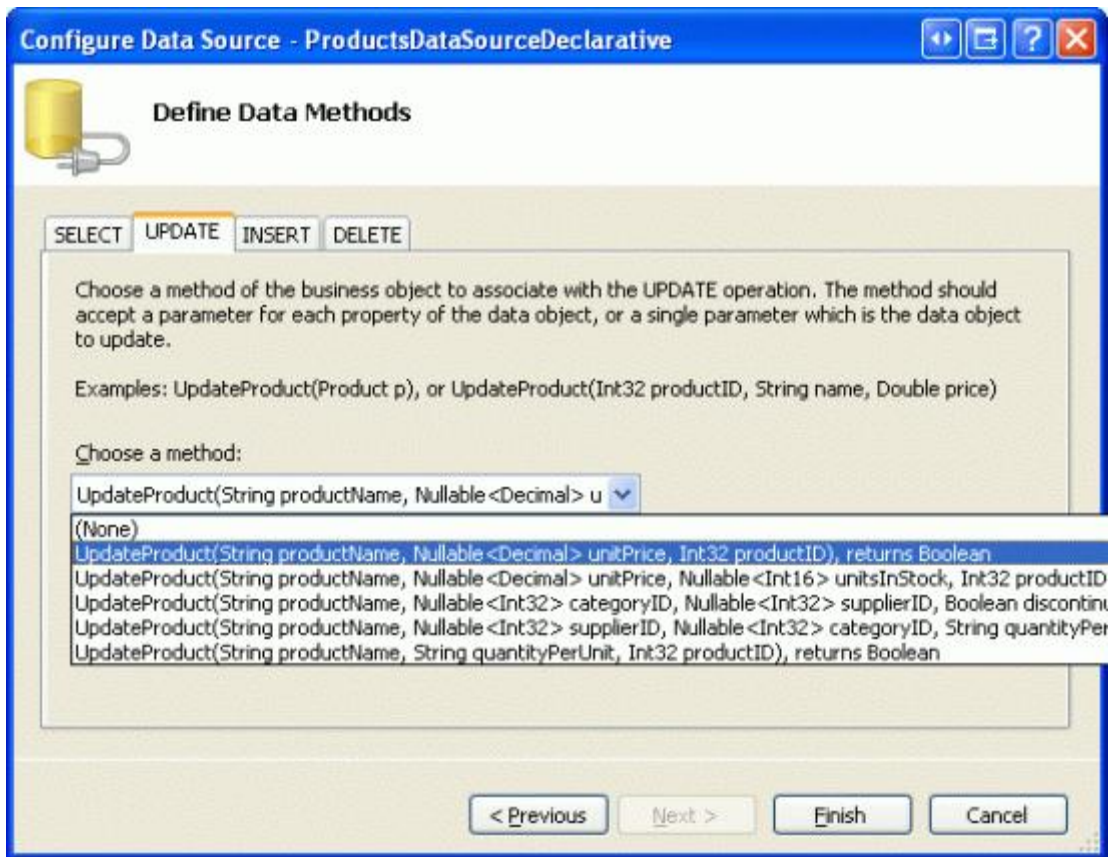 Configure Data Source - ProductsDataSourceDeclarative
Define Data Methods
SELECT UPDATE INSERT DELETE
Choose a method of the business object to associate with the UPDATE operation. The method should
accept a parameter for each property of the data object, or a single parameter which is the data object
to update.
Examples: UpdateProduct(Product p), or UpdateProduct(Int32 productID, String name, Double price)
Choose a method:
UpdateProduct(String productName, Nullable<Decimal> u
(None)
UpdateProduct(String productName, Nullable<Decimal> unitPrice, Int32 productID), returns Boolean
UpdateProduct(String productName, Nullable<Decimal> unitPrice, Nullable<Int16> unitsInStock, Int32 productID
UpdateProduct(String productName, Nullable<Int32> categoryID, Nullable<Int32> supplierID, Boolean discontinu
UpdateProduct(String productName, Nullable<Int32> supplierID, Nullable<Int32> categoryID, String quantityPer
UpdateProduct(String productName, String quantityPerUnit, Int32 productID), returns Boolean
< Previous Next > Finish Cancel